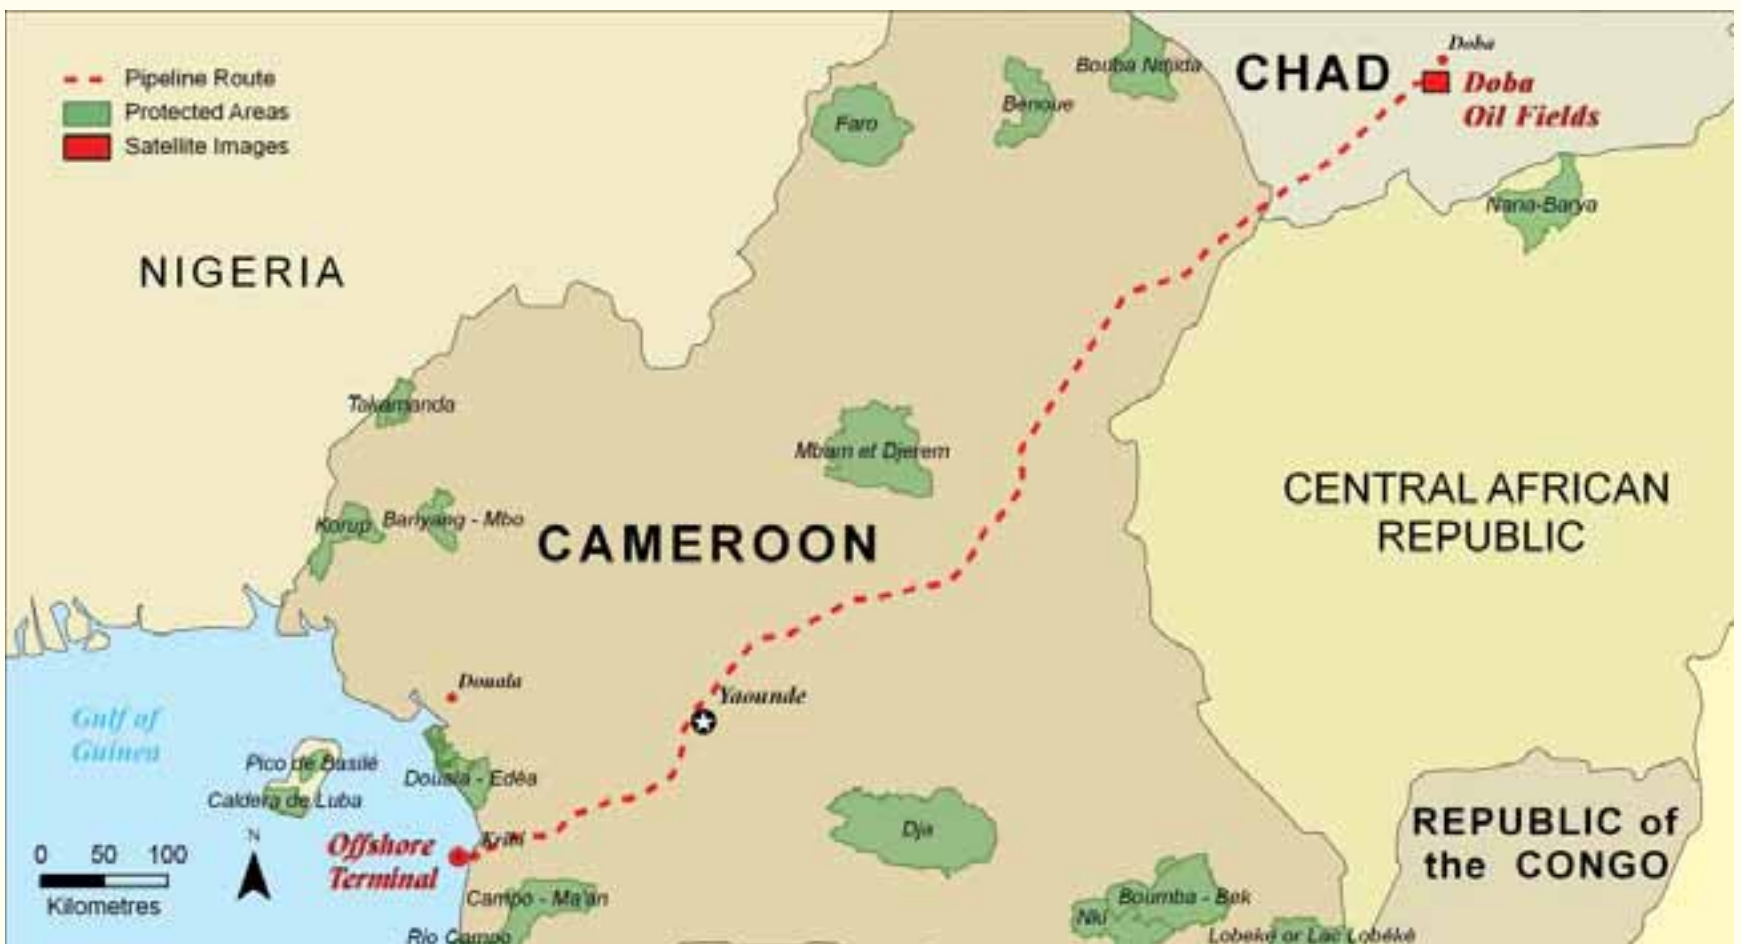 Pipeline Route
Protected Areas
Satellite Images
Doba
CHAD
Doba
Oil Fields
Bouba Ndjida
Benoue
Faro
Nana-Barya
NIGERIA
Takamanda
Mbam et Djerem
Korup
Banyang - Mbo
CAMEROON
CENTRAL AFRICAN
REPUBLIC
Douala
Yaounde
Gulf of
Guinea
Pico de Basilé
Douala - Edéa
Caldera de Luba
N
Kribi
Offshore
Terminal
Dja
REPUBLIC of
the CONGO
0 50 100
Kilometres
Campo - Ma'an
Boumba - Bek
Nki
Rio Campo
Lobeke or Lac Lobéké